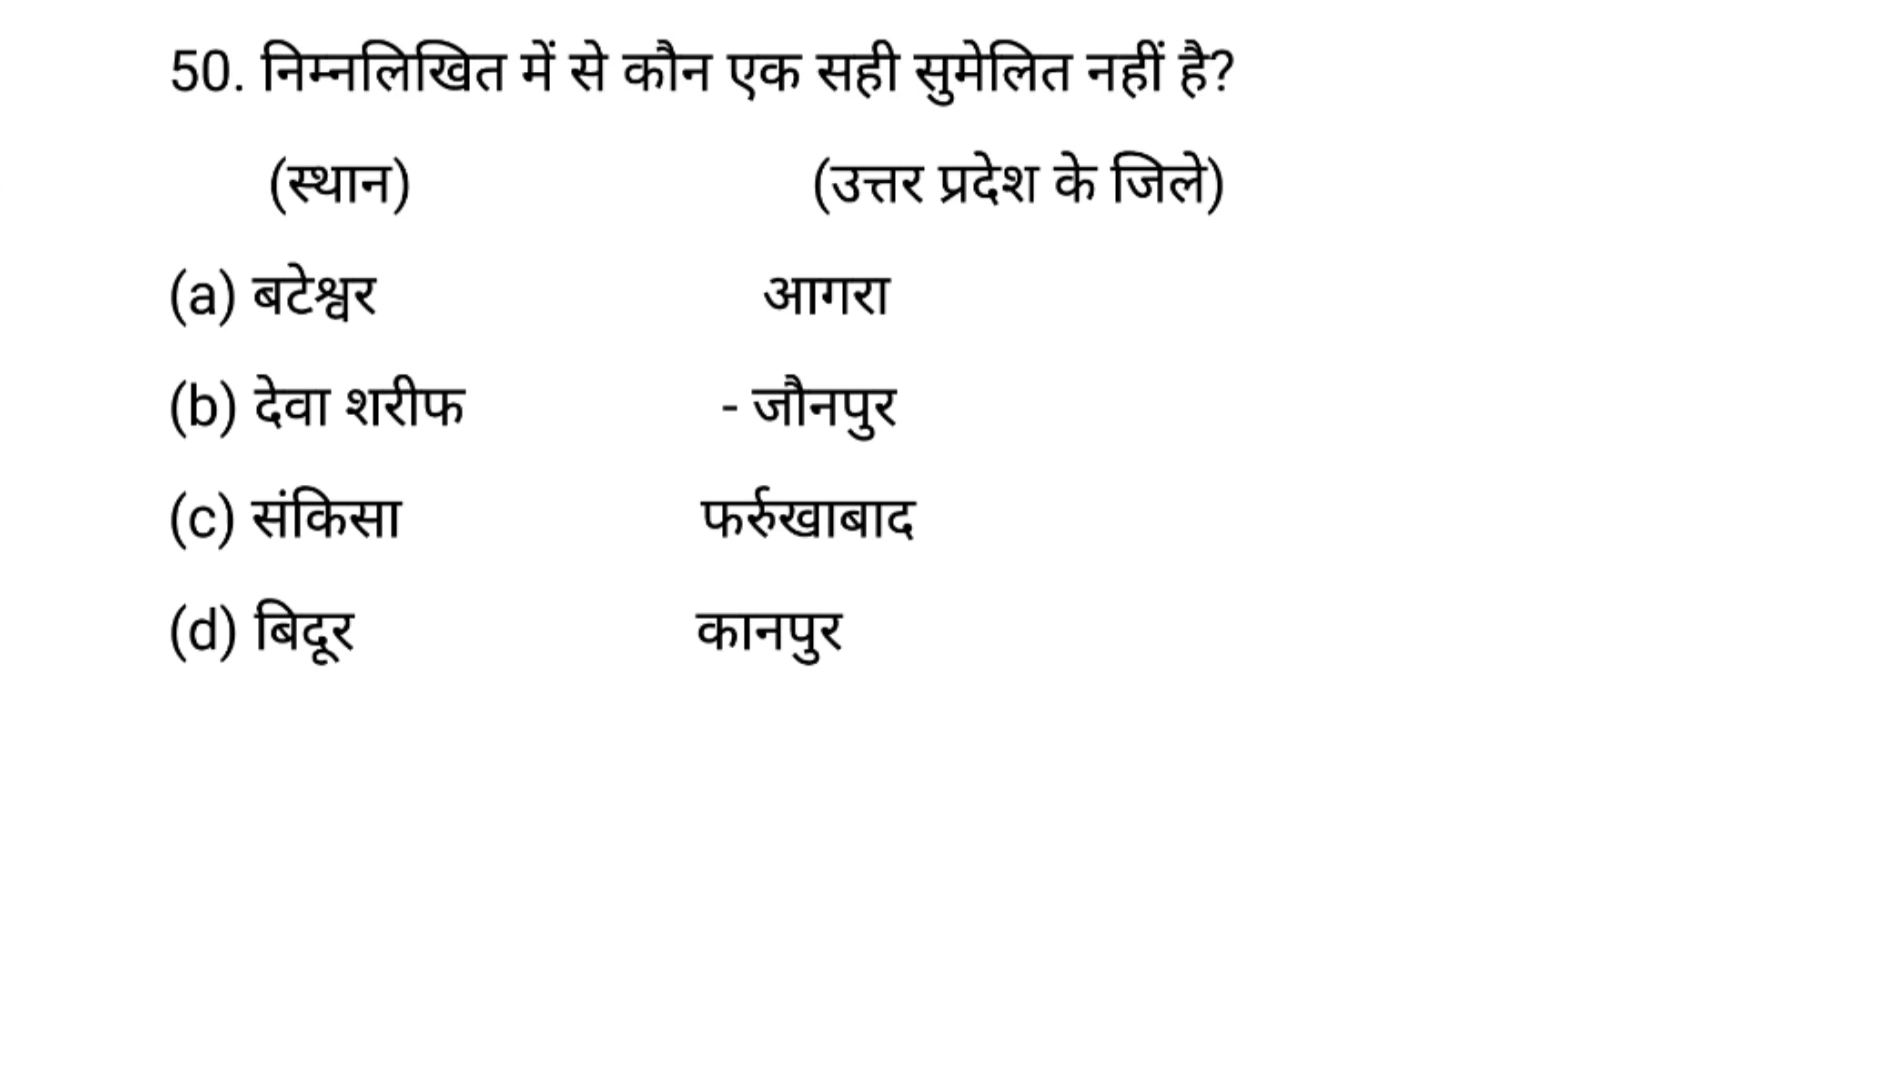 50. निम्नलिखित में से कौन एक सही सुमेलित नहीं है?
(स्थान) (उत्तर प्रदेश के जिले)
(a) बटेश्वर आगरा
(b) देवा शरीफ - जौनपुर
(c) संकिसा फर्रुखाबाद
(d) बिदूर कानपुर